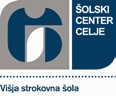 ŠOLSKI
CENTER
CELJE
Višja strokovna šola